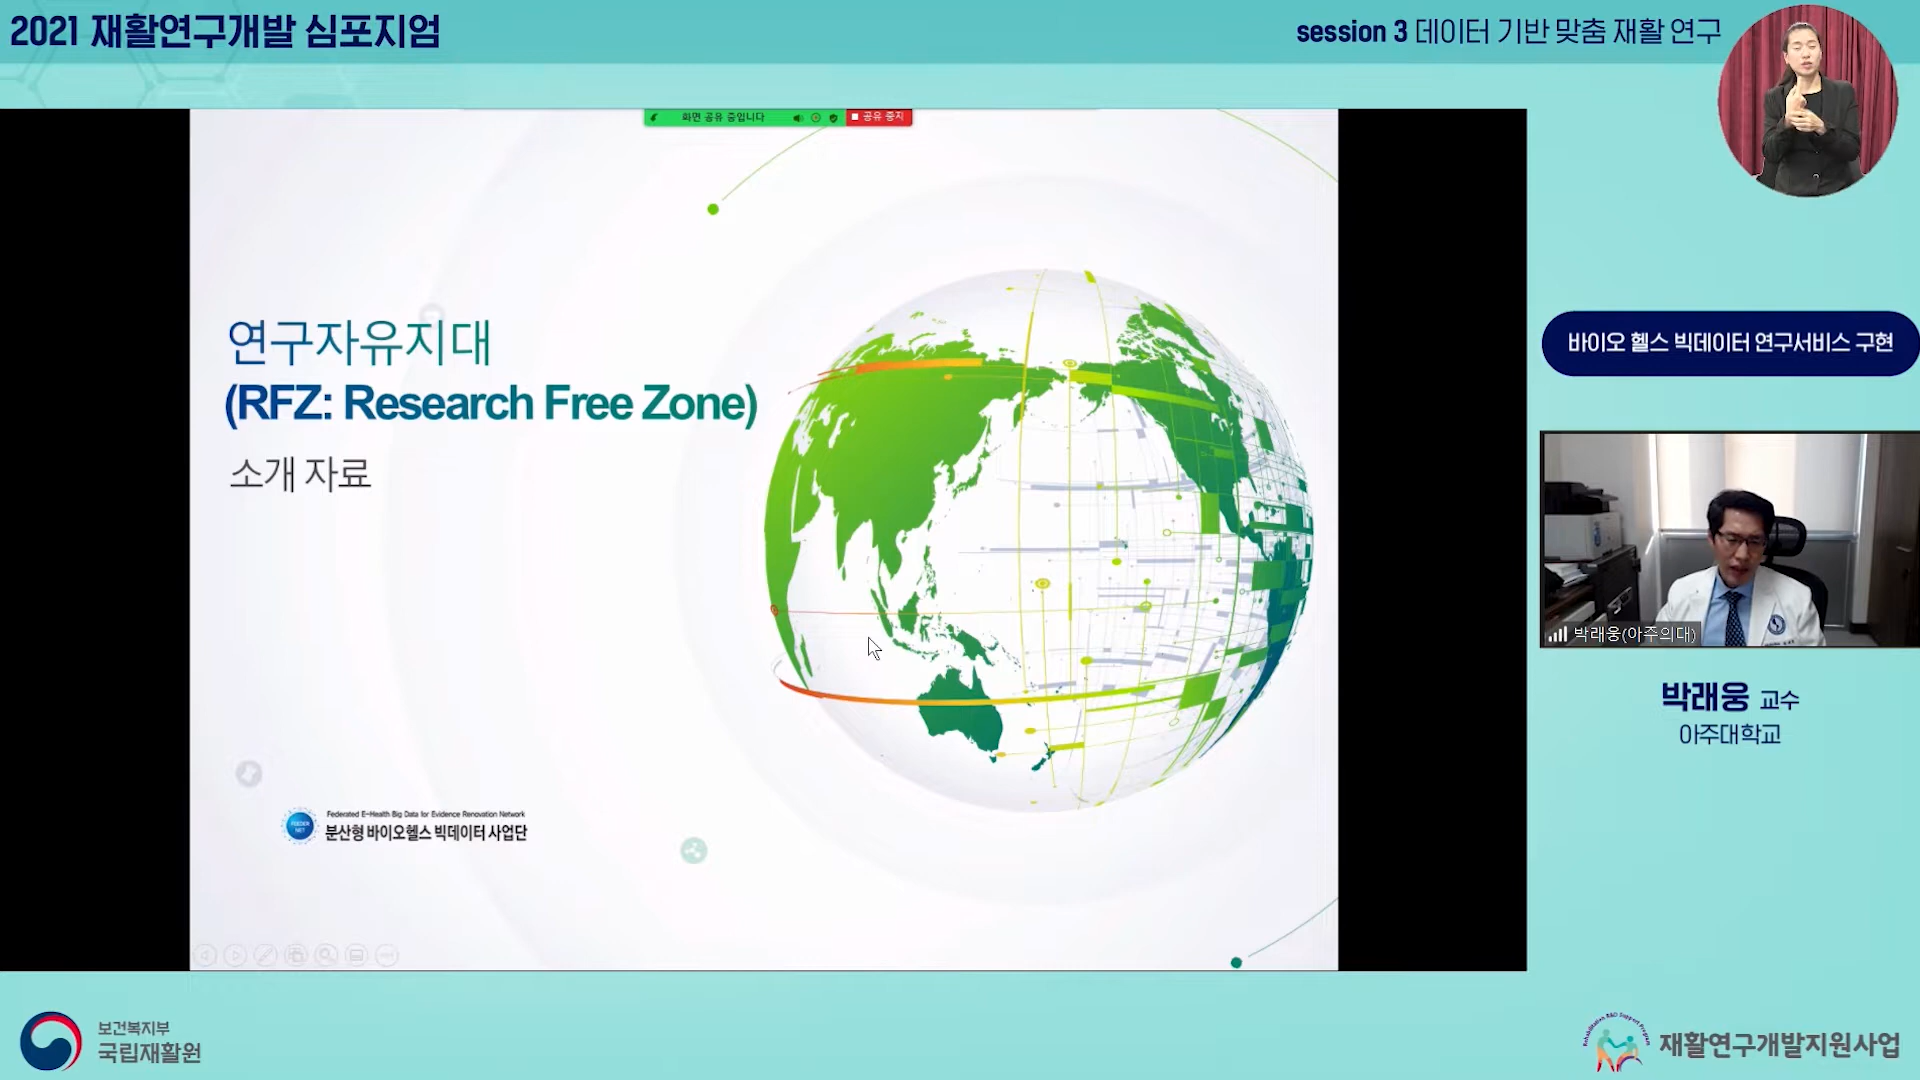 2021 재활연구개발 심포지엄
session 3 데이터 기반 맞춤 재활 연구
화면 공유 중입니다
공유 중지
연구자유지대
(RFZ: Research Free Zone)
소개 자료
바이오 헬스 빅데이터 연구서비스 구현
박래웅(아주의대)
박래웅 교수
아주대학교
FEEDER
NET
Federated E-Health Big Data for Evidence Renovation Network
분산형 바이오헬스 빅데이터 사업단
보건복지부
국립재활원
Rehabilitation R&D Support Program
재활연구개발지원사업